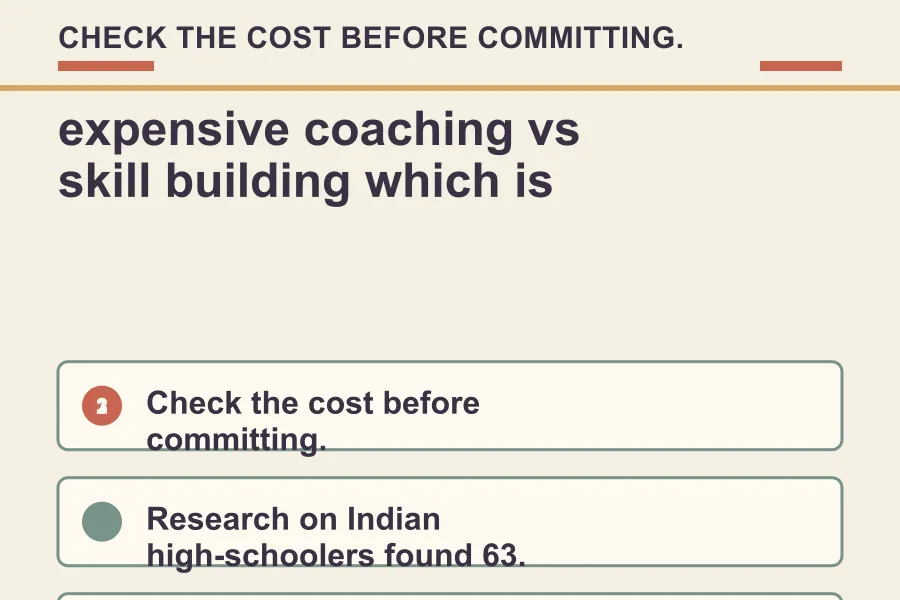 CHECK THE COST BEFORE COMMITTING.
expensive coaching vs
skill building which is
Check the cost before
committing.
Research on Indian
high-schoolers found 63.